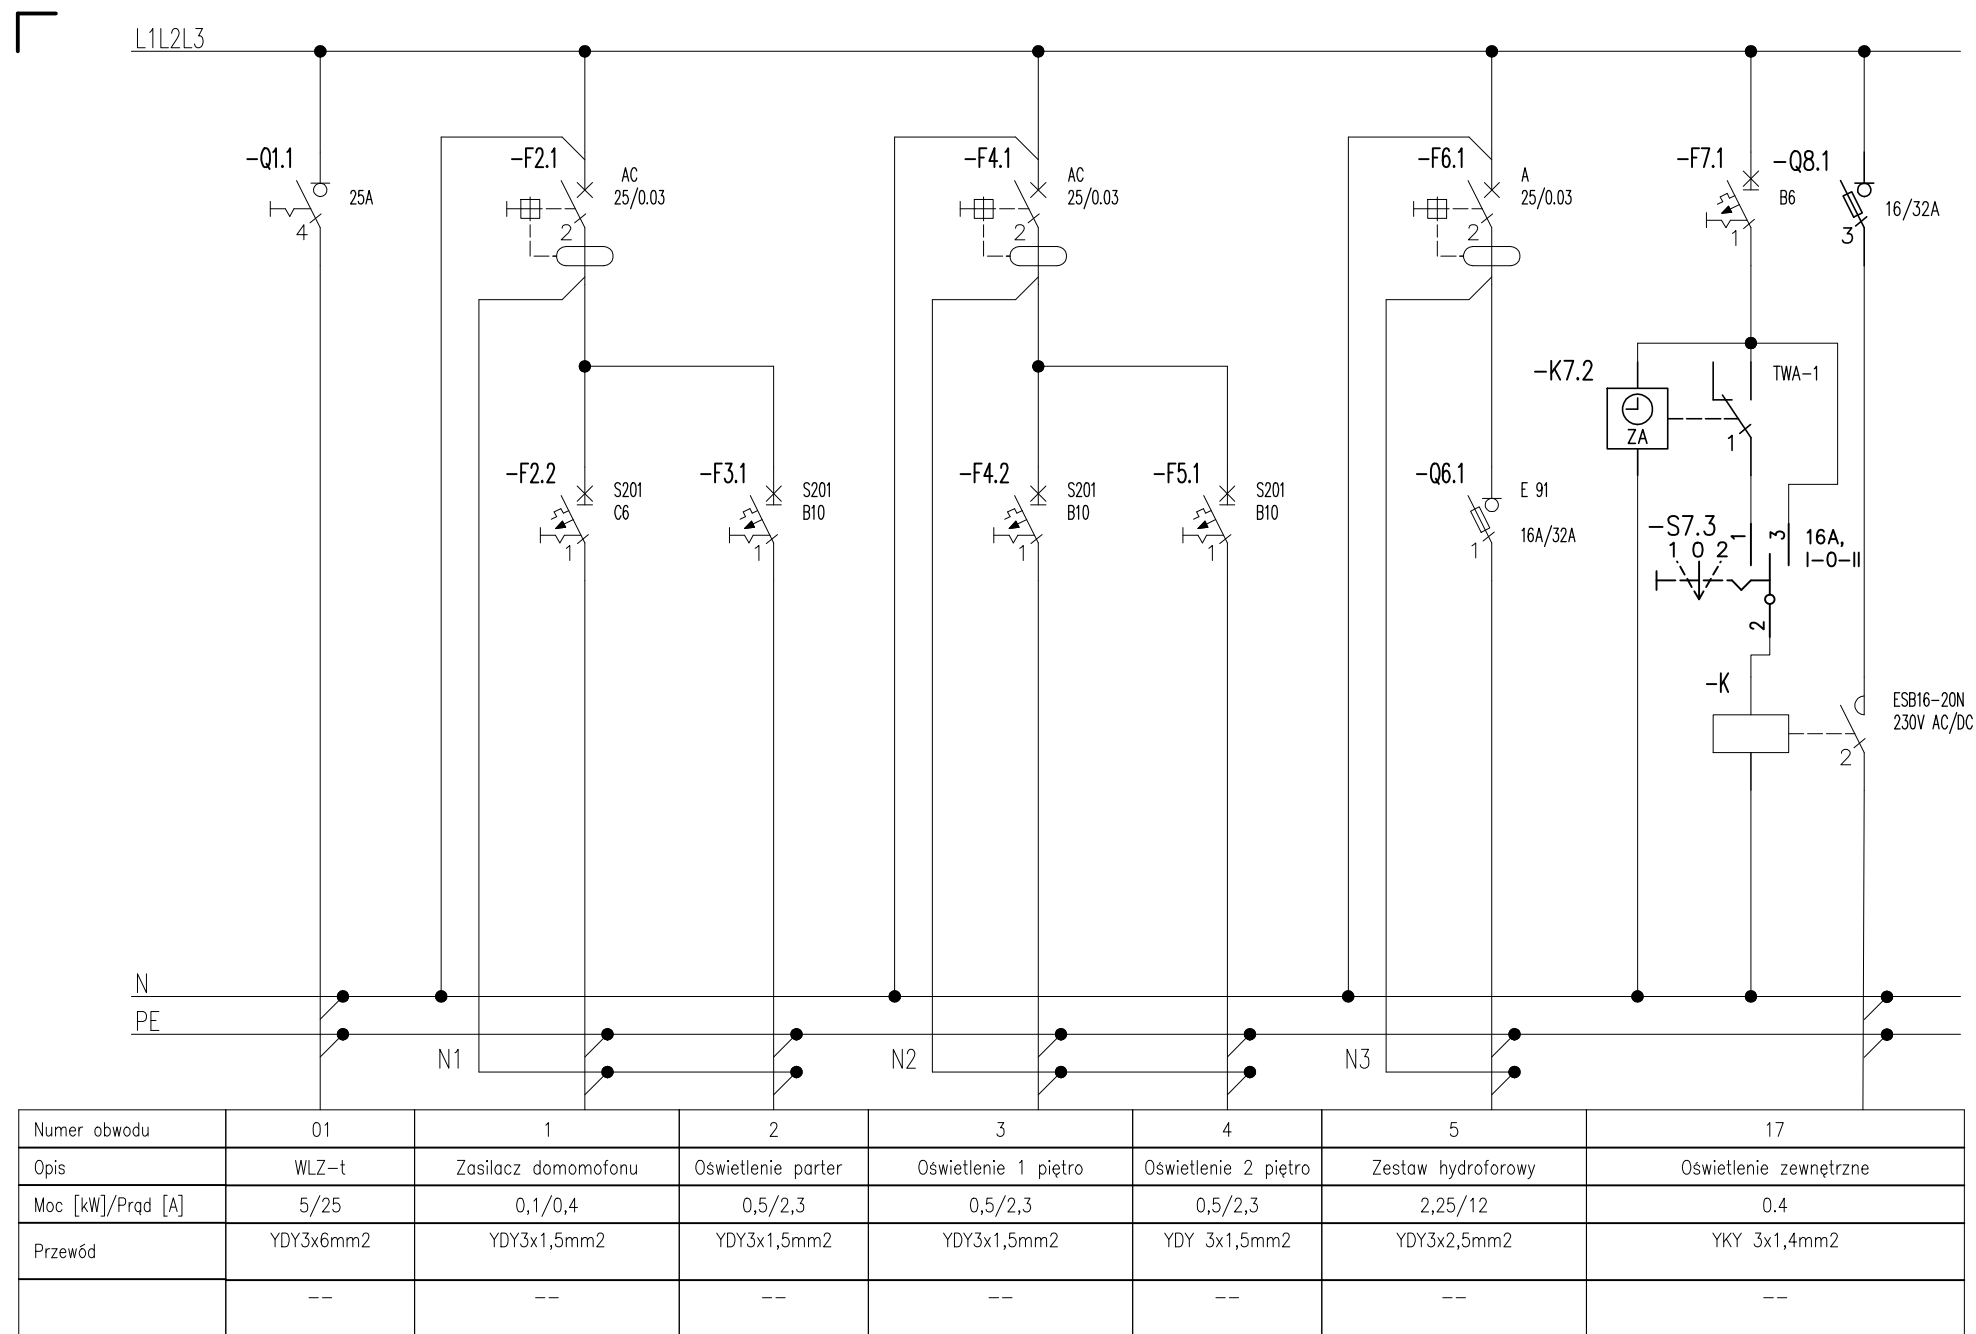 L1L2L3
-Q1.1
25A
4
-F2.1
AC
25/0.03
2
-F4.1
AC
25/0.03
2
-F6.1
A
25/0.03
2
-F7.1
B6
1
-Q8.1
16/32A
3
-K7.2
ZA
TWA-1
1
-F2.2
S201
C6
1
-F3.1
S201
B10
1
-F4.2
S201
B10
1
-F5.1
S201
B10
1
-Q6.1
E 91
16A/32A
1
-S7.3
1 0 2
1
3
16A,
I-0-II
2
-K
ESB16-20N
230V AC/DC
2
N
PE
N1
N2
N3
Numer obwodu 01 1 2 3 4 5 17
Opis WLZ-t Zasilacz domomofonu Oświetlenie parter Oświetlenie 1 piętro Oświetlenie 2 piętro Zestaw hydroforowy Oświetlenie zewnętrzne
Moc [kW]/Prąd [A] 5/25 0,1/0,4 0,5/2,3 0,5/2,3 0,5/2,3 2,25/12 0.4
Przewód YDY3x6mm2 YDY3x1,5mm2 YDY3x1,5mm2 YDY3x1,5mm2 YDY 3x1,5mm2 YDY3x2,5mm2 YKY 3x1,4mm2
-- -- -- -- -- -- --